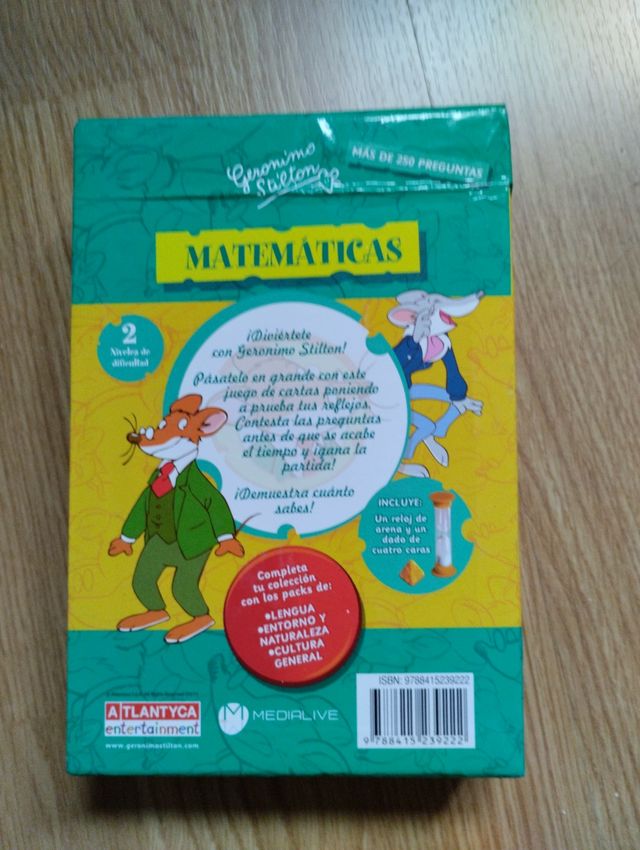 Geronimo
Stilton
MÁS DE 250 PREGUNTAS
MATEMÁTICAS
2
Niveles de
dificultad
¡Diviértete
con Geronimo Stilton!
Pásatelo en grande con este
juego de cartas poniendo
a prueba tus reflejos.
Contesta las preguntas
antes de que se acabe
el tiempo y ¡gana la
partida!
¡Demuestra cuánto
sabes!
INCLUYE:
Un reloj de
arena y un
dado de
cuatro caras
Completa
tu colección
con los packs de:
•LENGUA
•ENTORNO Y
NATURALEZA
•CULTURA
GENERAL
ATLANTYCA
entertainment
www.geronimostilton.com
MEDIALIVE
ISBN: 9788415239222
9 788415 239222